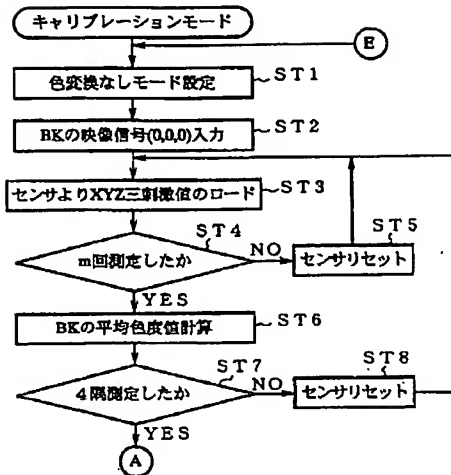 キャリブレーションモード
E
色変換なしモード設定
ST1
BKの映像信号(0,0,0)入力
ST2
センサよりXYZ三刺激値のロード
ST3
m回測定したか
ST4
NO
センサリセット
ST5
YES
BKの平均色度値計算
ST6
4隅測定したか
ST7
NO
センサリセット
ST8
YES
A